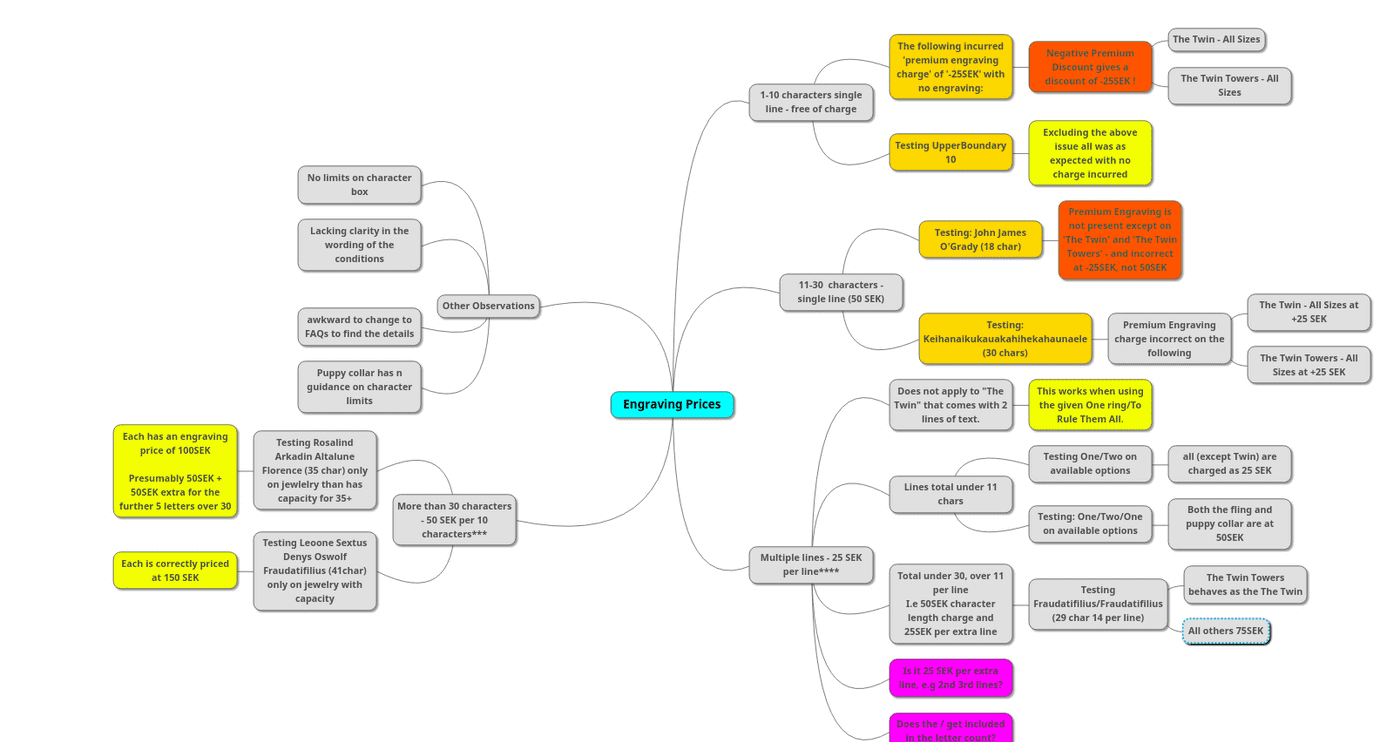 Engraving Prices
1-10 characters single
line - free of charge
The following incurred
'premium engraving
charge' of '-25SEK' with
no engraving:
Negative Premium
Discount gives a
discount of -25SEK !
The Twin - All Sizes
The Twin Towers - All
Sizes
Testing UpperBoundary
10
Excluding the above
issue all was as
expected with no
charge incurred
11-30 characters -
single line (50 SEK)
Testing: John James
O'Grady (18 char)
Premium Engraving is
not present except on
'The Twin' and 'The Twin
Towers' - and incorrect
at -25SEK, not 50SEK
Testing:
Keihanaikukauakahihekahaunaele
(30 chars)
Premium Engraving
charge incorrect on the
following
The Twin - All Sizes at
+25 SEK
The Twin Towers - All
Sizes at +25 SEK
Multiple lines - 25 SEK
per line****
Does not apply to "The
Twin" that comes with 2
lines of text.
This works when using
the given One ring/To
Rule Them All.
Lines total under 11
chars
Testing One/Two on
available options
all (except Twin) are
charged as 25 SEK
Testing: One/Two/One
on available options
Both the fling and
puppy collar are at
50SEK
Total under 30, over 11
per line
I.e 50SEK character
length charge and
25SEK per extra line
Testing
Fraudatifilius/Fraudatifilius
(29 char 14 per line)
The Twin Towers
behaves as the The Twin
All others 75SEK
Is it 25 SEK per extra
line, e.g 2nd 3rd lines?
Does the / get included
in the letter count?
Other Observations
No limits on character
box
Lacking clarity in the
wording of the
conditions
awkward to change to
FAQs to find the details
Puppy collar has n
guidance on character
limits
More than 30 characters
- 50 SEK per 10
characters***
Testing Rosalind
Arkadin Altalune
Florence (35 char) only
on jewlelry than has
capacity for 35+
Each has an engraving
price of 100SEK
Presumably 50SEK +
50SEK extra for the
further 5 letters over 30
Testing Leoone Sextus
Denys Oswolf
Fraudatifilius (41char)
only on jewelry with
capacity
Each is correctly priced
at 150 SEK